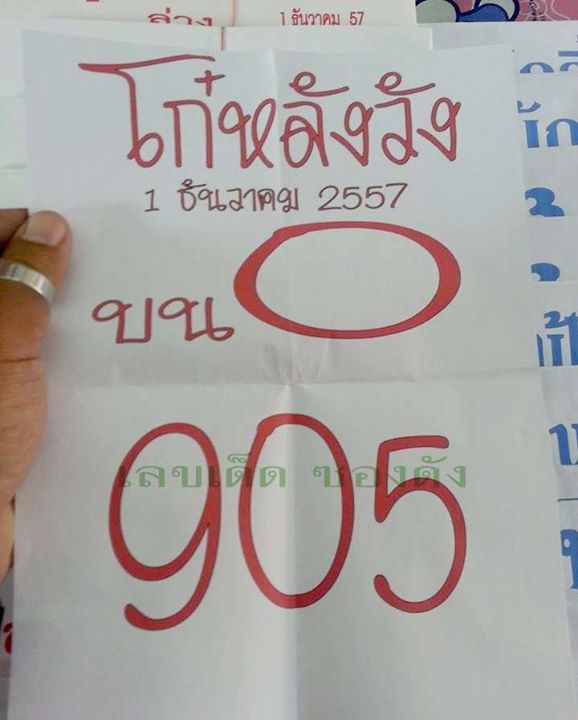 ล่าง
1 ธันวาคม 57
โก๋หลังวัง
1 ธันวาคม 2557
บน 0
905
เลขเด็ด ซองดัง